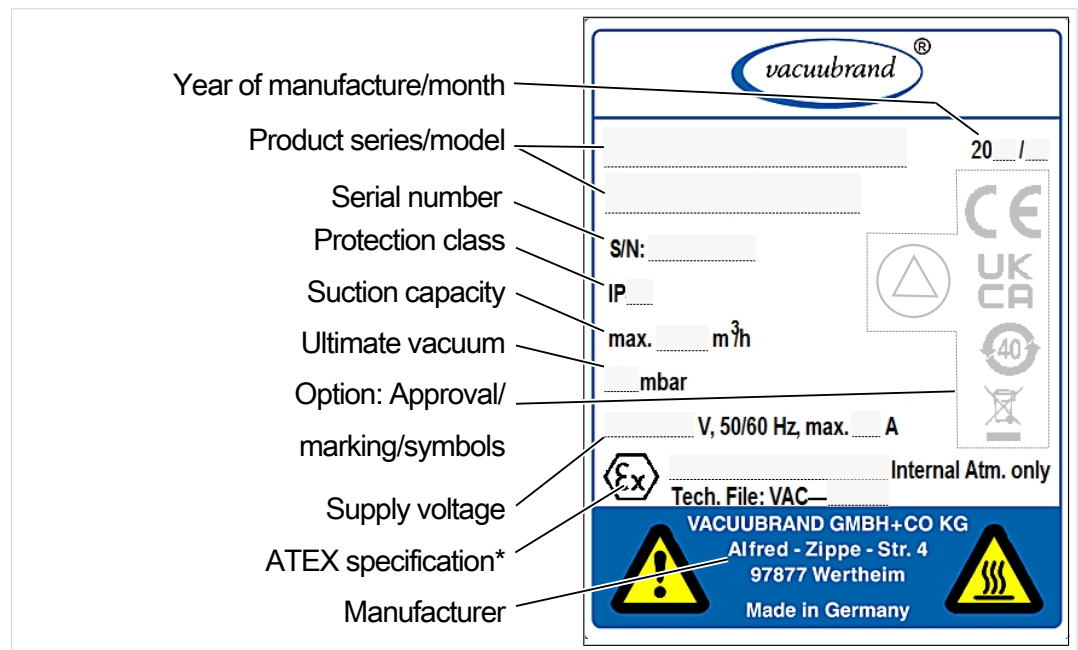 vacuubrand ®
Year of manufacture/month
Product series/model
20 /
Serial number
S/N:
Protection class
IP
Suction capacity
max. m³/h
Ultimate vacuum
mbar
Option: Approval/
marking/symbols
CE
UK
CA
40
V, 50/60 Hz, max. A
Supply voltage
Ex
Internal Atm. only
Tech. File: VAC—
ATEX specification*
Manufacturer
VACUUBRAND GMBH+CO KG
Alfred - Zippe - Str. 4
97877 Wertheim
Made in Germany